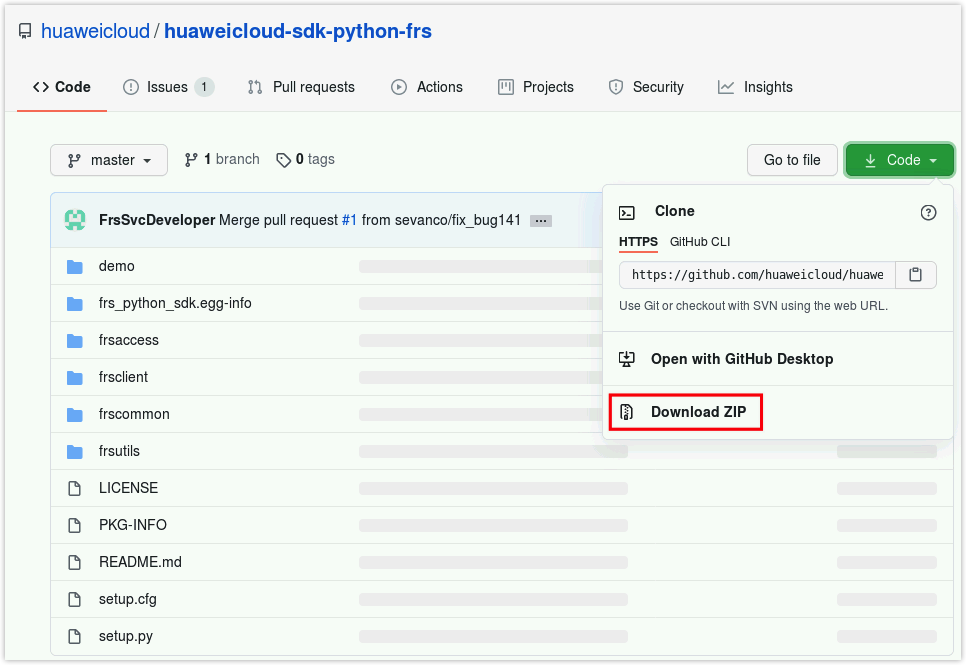 huaweicloud / huaweicloud-sdk-python-frs
Code Issues 1 Pull requests Actions Projects Security Insights
master 1 branch 0 tags Go to file Code
FrsSvcDeveloper Merge pull request #1 from sevanco/fix_bug141 ...
Clone
HTTPS GitHub CLI
https://github.com/huaweicloud/huawe
Use Git or checkout with SVN using the web URL.
Open with GitHub Desktop
Download ZIP
demo
frs_python_sdk.egg-info
frsaccess
frsclient
frscommon
frsutils
LICENSE
PKG-INFO
README.md
setup.cfg
setup.py